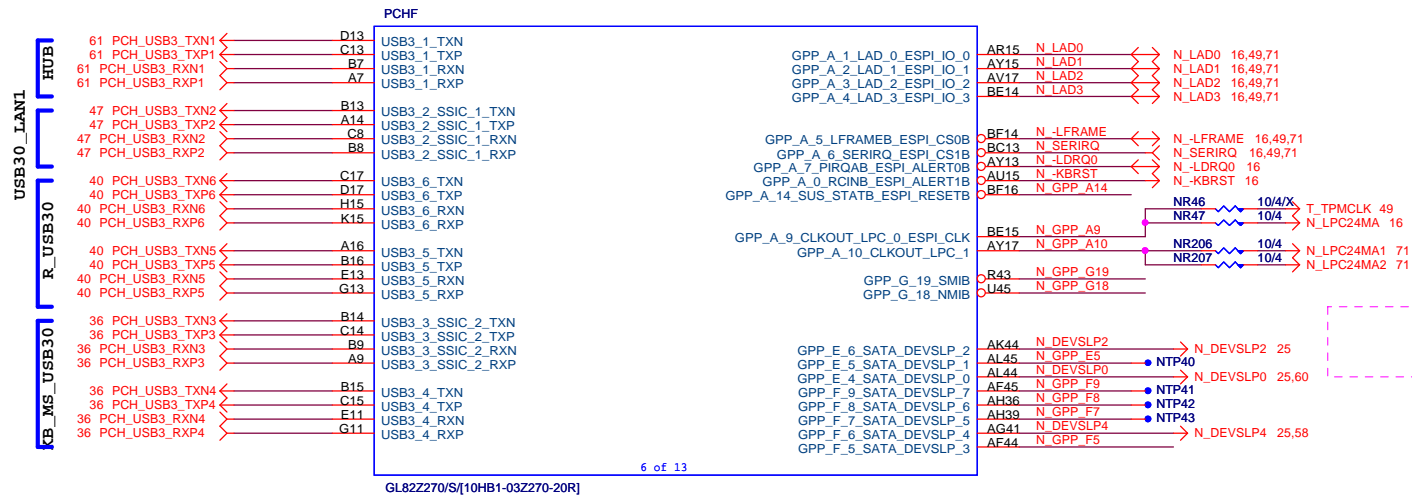 PCHF
HUB
USB30_LAN1
R_USB30
KB_MS_USB30
61 PCH_USB3_TXN1 D13 USB3_1_TXN
61 PCH_USB3_TXP1 C13 USB3_1_TXP
61 PCH_USB3_RXN1 B7 USB3_1_RXN
61 PCH_USB3_RXP1 A7 USB3_1_RXP
47 PCH_USB3_TXN2 B13 USB3_2_SSIC_1_TXN
47 PCH_USB3_TXP2 A14 USB3_2_SSIC_1_TXP
47 PCH_USB3_RXN2 C8 USB3_2_SSIC_1_RXN
47 PCH_USB3_RXP2 B8 USB3_2_SSIC_1_RXP
40 PCH_USB3_TXN6 C17 USB3_6_TXN
40 PCH_USB3_TXP6 D17 USB3_6_TXP
40 PCH_USB3_RXN6 H15 USB3_6_RXN
40 PCH_USB3_RXP6 K15 USB3_6_RXP
40 PCH_USB3_TXN5 A16 USB3_5_TXN
40 PCH_USB3_TXP5 B16 USB3_5_TXP
40 PCH_USB3_RXN5 E13 USB3_5_RXN
40 PCH_USB3_RXP5 G13 USB3_5_RXP
36 PCH_USB3_TXN3 B14 USB3_3_SSIC_2_TXN
36 PCH_USB3_TXP3 C14 USB3_3_SSIC_2_TXP
36 PCH_USB3_RXN3 B9 USB3_3_SSIC_2_RXN
36 PCH_USB3_RXP3 A9 USB3_3_SSIC_2_RXP
36 PCH_USB3_TXN4 B15 USB3_4_TXN
36 PCH_USB3_TXP4 C15 USB3_4_TXP
36 PCH_USB3_RXN4 E11 USB3_4_RXN
36 PCH_USB3_RXP4 G11 USB3_4_RXP
GPP_A_1_LAD_0_ESPI_IO_0 AR15 N_LAD0 N_LAD0 16,49,71
GPP_A_2_LAD_1_ESPI_IO_1 AY15 N_LAD1 N_LAD1 16,49,71
GPP_A_3_LAD_2_ESPI_IO_2 AV17 N_LAD2 N_LAD2 16,49,71
GPP_A_4_LAD_3_ESPI_IO_3 BE14 N_LAD3 N_LAD3 16,49,71
GPP_A_5_LFRAMEB_ESPI_CS0B BF14 N_-LFRAME N_-LFRAME 16,49,71
GPP_A_6_SERIRQ_ESPI_CS1B BC13 N_SERIRQ N_SERIRQ 16,49,71
GPP_A_7_PIRQAB_ESPI_ALERT0B AY13 N_-LDRQ0 N_-LDRQ0 16
GPP_A_0_RCINB_ESPI_ALERT1B AU15 N_-KBRST N_-KBRST 16
GPP_A_14_SUS_STATB_ESPI_RESETB BF16 N_GPP_A14
NR46 10/4/X T_TPMCLK 49
NR47 10/4 N_LPC24MA 16
GPP_A_9_CLKOUT_LPC_0_ESPI_CLK BE15 N_GPP_A9
GPP_A_10_CLKOUT_LPC_1 AY17 N_GPP_A10 NR206 10/4 N_LPC24MA1 71
NR207 10/4 N_LPC24MA2 71
GPP_G_19_SMIB R43 N_GPP_G19
GPP_G_18_NMIB U45 N_GPP_G18
GPP_E_6_SATA_DEVSLP_2 AK44 N_DEVSLP2 N_DEVSLP2 25
GPP_E_5_SATA_DEVSLP_1 AL45 N_GPP_E5 NTP40
GPP_E_4_SATA_DEVSLP_0 AL44 N_DEVSLP0 N_DEVSLP0 25,60
GPP_F_9_SATA_DEVSLP_7 AF45 N_GPP_F9 NTP41
GPP_F_8_SATA_DEVSLP_6 AH36 N_GPP_F8 NTP42
GPP_F_7_SATA_DEVSLP_5 AH39 N_GPP_F7 NTP43
GPP_F_6_SATA_DEVSLP_4 AG41 N_DEVSLP4 N_DEVSLP4 25,58
GPP_F_5_SATA_DEVSLP_3 AF44 N_GPP_F5
6 of 13
GL82Z270/S/[10HB1-03Z270-20R]